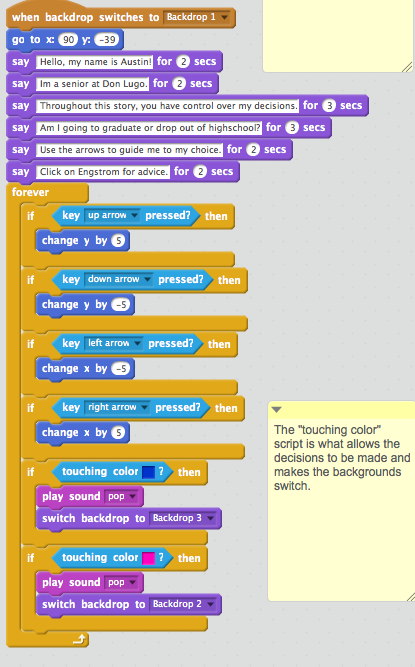 when backdrop switches to Backdrop 1
go to x: 90 y: -39
say Hello, my name is Austin! for 2 secs
say Im a senior at Don Lugo. for 2 secs
say Throughout this story, you have control over my decisions. for 3 secs
say Am I going to graduate or drop out of highschool? for 3 secs
say Use the arrows to guide me to my choice. for 2 secs
say Click on Engstrom for advice. for 2 secs
forever
if key up arrow pressed? then
change y by 5
if key down arrow pressed? then
change y by -5
if key left arrow pressed? then
change x by -5
if key right arrow pressed? then
change x by 5
if touching color ? then
play sound pop
switch backdrop to Backdrop 3
if touching color ? then
play sound pop
switch backdrop to Backdrop 2
The "touching color"
script is what allows the
decisions to be made and
makes the backgrounds
switch.